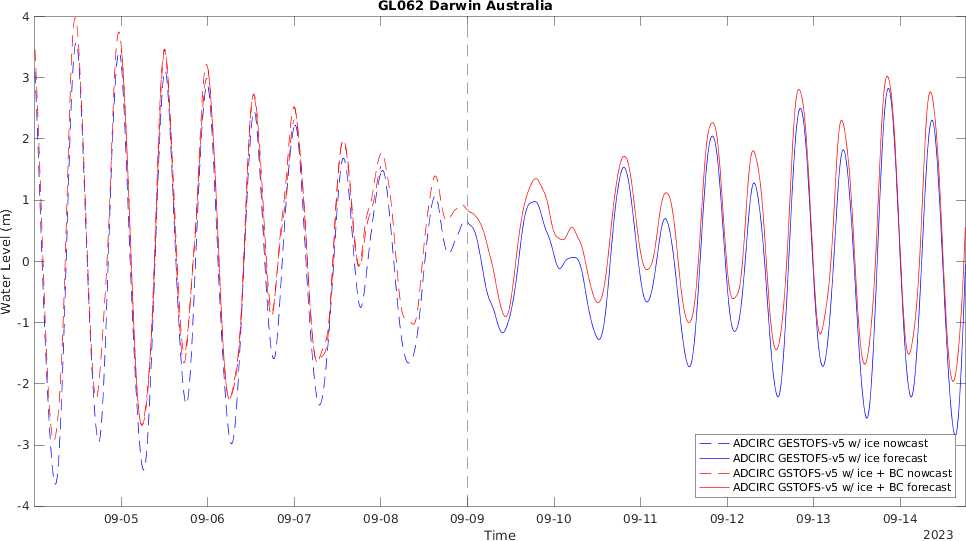 GL062 Darwin Australia
4
3
2
1
0
-1
-2
-3
-4
Water Level (m)
ADCIRC GESTOFS-v5 w/ ice nowcast
ADCIRC GESTOFS-v5 w/ ice forecast
ADCIRC GSTOFS-v5 w/ ice + BC nowcast
ADCIRC GSTOFS-v5 w/ ice + BC forecast
09-05 09-06 09-07 09-08 09-09 09-10 09-11 09-12 09-13 09-14
Time
2023